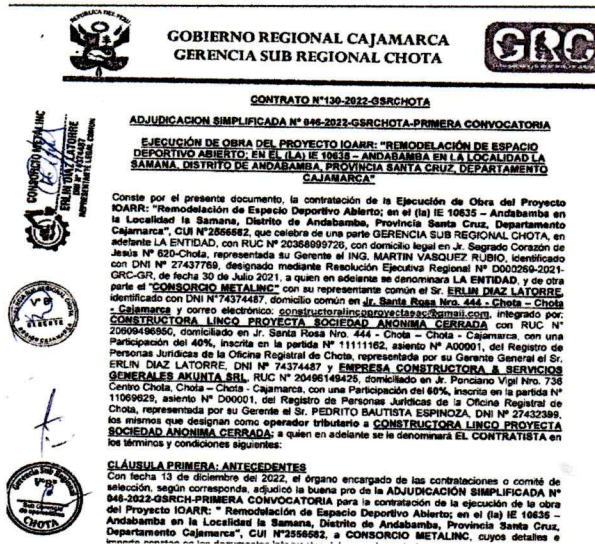 REPUBLICA DEL PERU
GOBIERNO REGIONAL CAJAMARCA
GERENCIA SUB REGIONAL CHOTA
GRC
CONTRATO N°130-2022-GSRCHOTA
ADJUDICACION SIMPLIFICADA N° 046-2022-GSRCHOTA-PRIMERA CONVOCATORIA
EJECUCIÓN DE OBRA DEL PROYECTO IOARR: "REMODELACIÓN DE ESPACIO
DEPORTIVO ABIERTO; EN EL (LA) IE 10635 – ANDABAMBA EN LA LOCALIDAD LA
SAMANA, DISTRITO DE ANDABAMBA, PROVINCIA SANTA CRUZ, DEPARTAMENTO
CAJAMARCA"
CONSORCIO METALINC
ERLIN DIAZ LATORRE
DNI N° 74374487
REPRESENTANTE LEGAL COMUN
Conste por el presente documento, la contratación de la Ejecución de Obra del Proyecto
IOARR: "Remodelación de Espacio Deportivo Abierto; en el (la) IE 10635 – Andabamba en
la Localidad la Samana, Distrito de Andabamba, Provincia Santa Cruz, Departamento
Cajamarca", CUI N°2556582, que celebra de una parte GERENCIA SUB REGIONAL CHOTA, en
adelante LA ENTIDAD, con RUC N° 20368999726, con domicilio legal en Jr. Sagrado Corazón de
Jesús N° 620-Chota, representada su Gerente el ING. MARTIN VASQUEZ RUBIO, identificado
con DNI N° 27437769, designado mediante Resolución Ejecutiva Regional N° D000269-2021-
GRC-GR, de fecha 30 de Julio 2021, a quien en adelante se denominará LA ENTIDAD, y de otra
parte el "CONSORCIO METALINC" con su representante común el Sr. ERLIN DIAZ LATORRE,
identificado con DNI N°74374487, domicilio común en Jr. Santa Rosa Nro. 444 - Chota – Chota
- Cajamarca y correo electrónico: constructoralincoproyectasac@gmail.com, integrado por:
CONSTRUCTORA LINCO PROYECTA SOCIEDAD ANONIMA CERRADA con RUC N°
20609496950, domiciliado en Jr. Santa Rosa Nro. 444 - Chota – Chota - Cajamarca, con una
Participación del 40%, inscrita en la partida N° 11111162, asiento N° A00001, del Registro de
Personas Jurídicas de la Oficina Registral de Chota, representada por su Gerente General el Sr.
ERLIN DIAZ LATORRE, DNI N° 74374487 y EMPRESA CONSTRUCTORA & SERVICIOS
GENERALES AKUNTA SRL, RUC N° 20496149425, domiciliado en Jr. Ponciano Vigil Nro. 736
Centro Chota, Chota – Chota - Cajamarca, con una Participación del 60%, inscrita en la partida N°
11069629, asiento N° D00001, del Registro de Personas Jurídicas de la Oficina Registral de
Chota, representada por su Gerente el Sr. PEDRITO BAUTISTA ESPINOZA, DNI N° 27432399,
los mismos que designan como operador tributario a CONSTRUCTORA LINCO PROYECTA
SOCIEDAD ANONIMA CERRADA; a quien en adelante se le denominará EL CONTRATISTA en
los términos y condiciones siguientes:
V°B°
GERENTE
Gerencia Sub Regional
V°B°
CHOTA
CLÁUSULA PRIMERA: ANTECEDENTES
Con fecha 13 de diciembre del 2022, el órgano encargado de las contrataciones o comité de
selección, según corresponda, adjudicó la buena pro de la ADJUDICACIÓN SIMPLIFICADA N°
046-2022-GSRCH-PRIMERA CONVOCATORIA para la contratación de la ejecución de la obra
del Proyecto IOARR: " Remodelación de Espacio Deportivo Abierto; en el (la) IE 10635 –
Andabamba en la Localidad la Samana, Distrito de Andabamba, Provincia Santa Cruz,
Departamento Cajamarca", CUI N°2556582, a CONSORCIO METALINC, cuyos detalles e